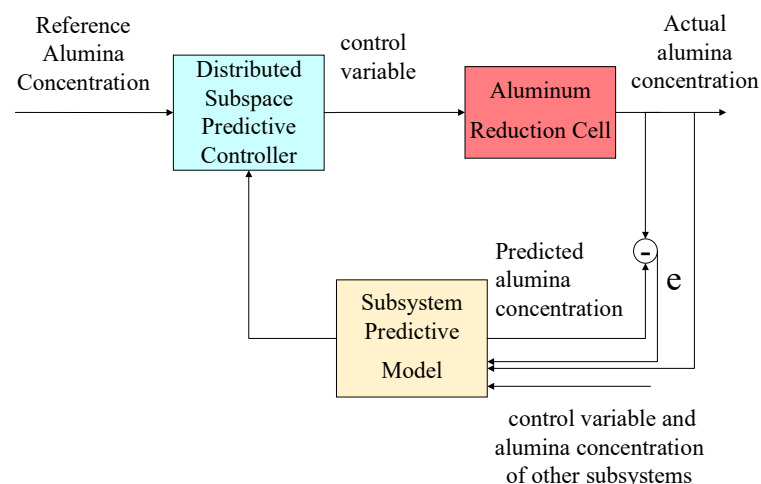 Reference
Alumina
Concentration
Distributed
Subspace
Predictive
Controller
control
variable
Aluminum
Reduction Cell
Actual
alumina
concentration
Predicted
alumina
concentration
-
e
Subsystem
Predictive
Model
control variable and
alumina concentration
of other subsystems